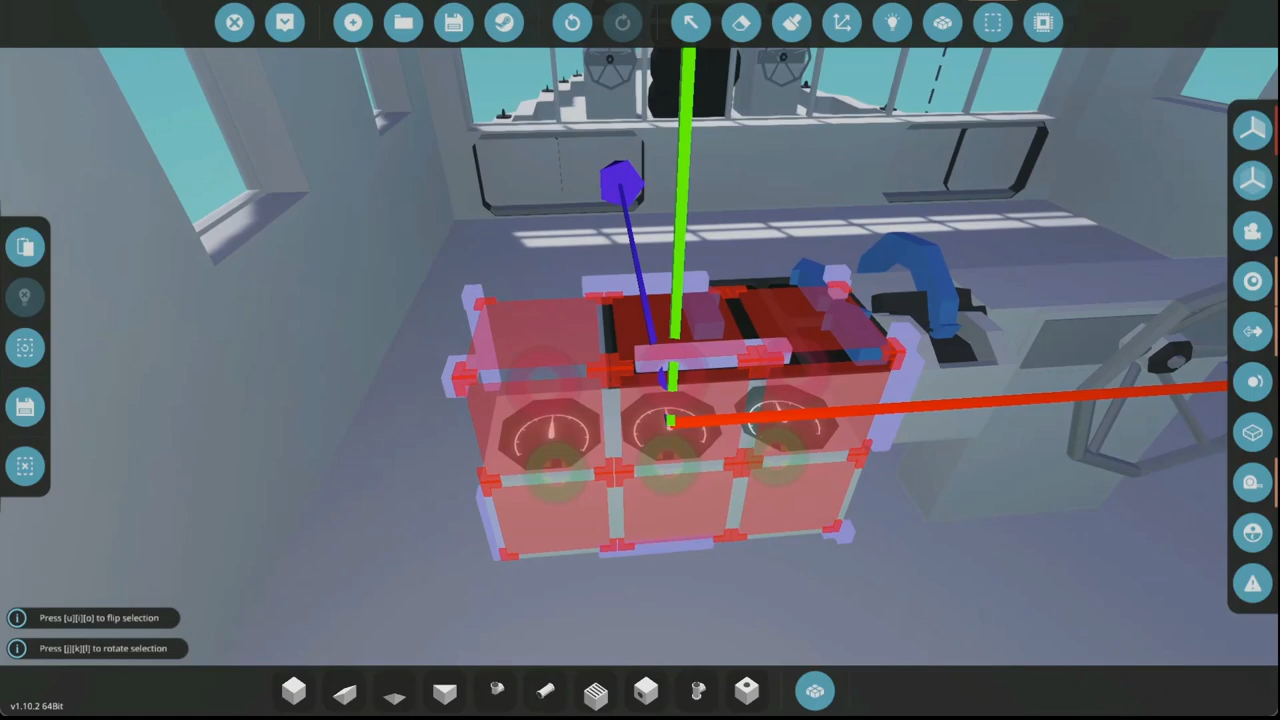 Press [u][i][o] to flip selection
Press [j][k][l] to rotate selection
v1.10.2 64Bit